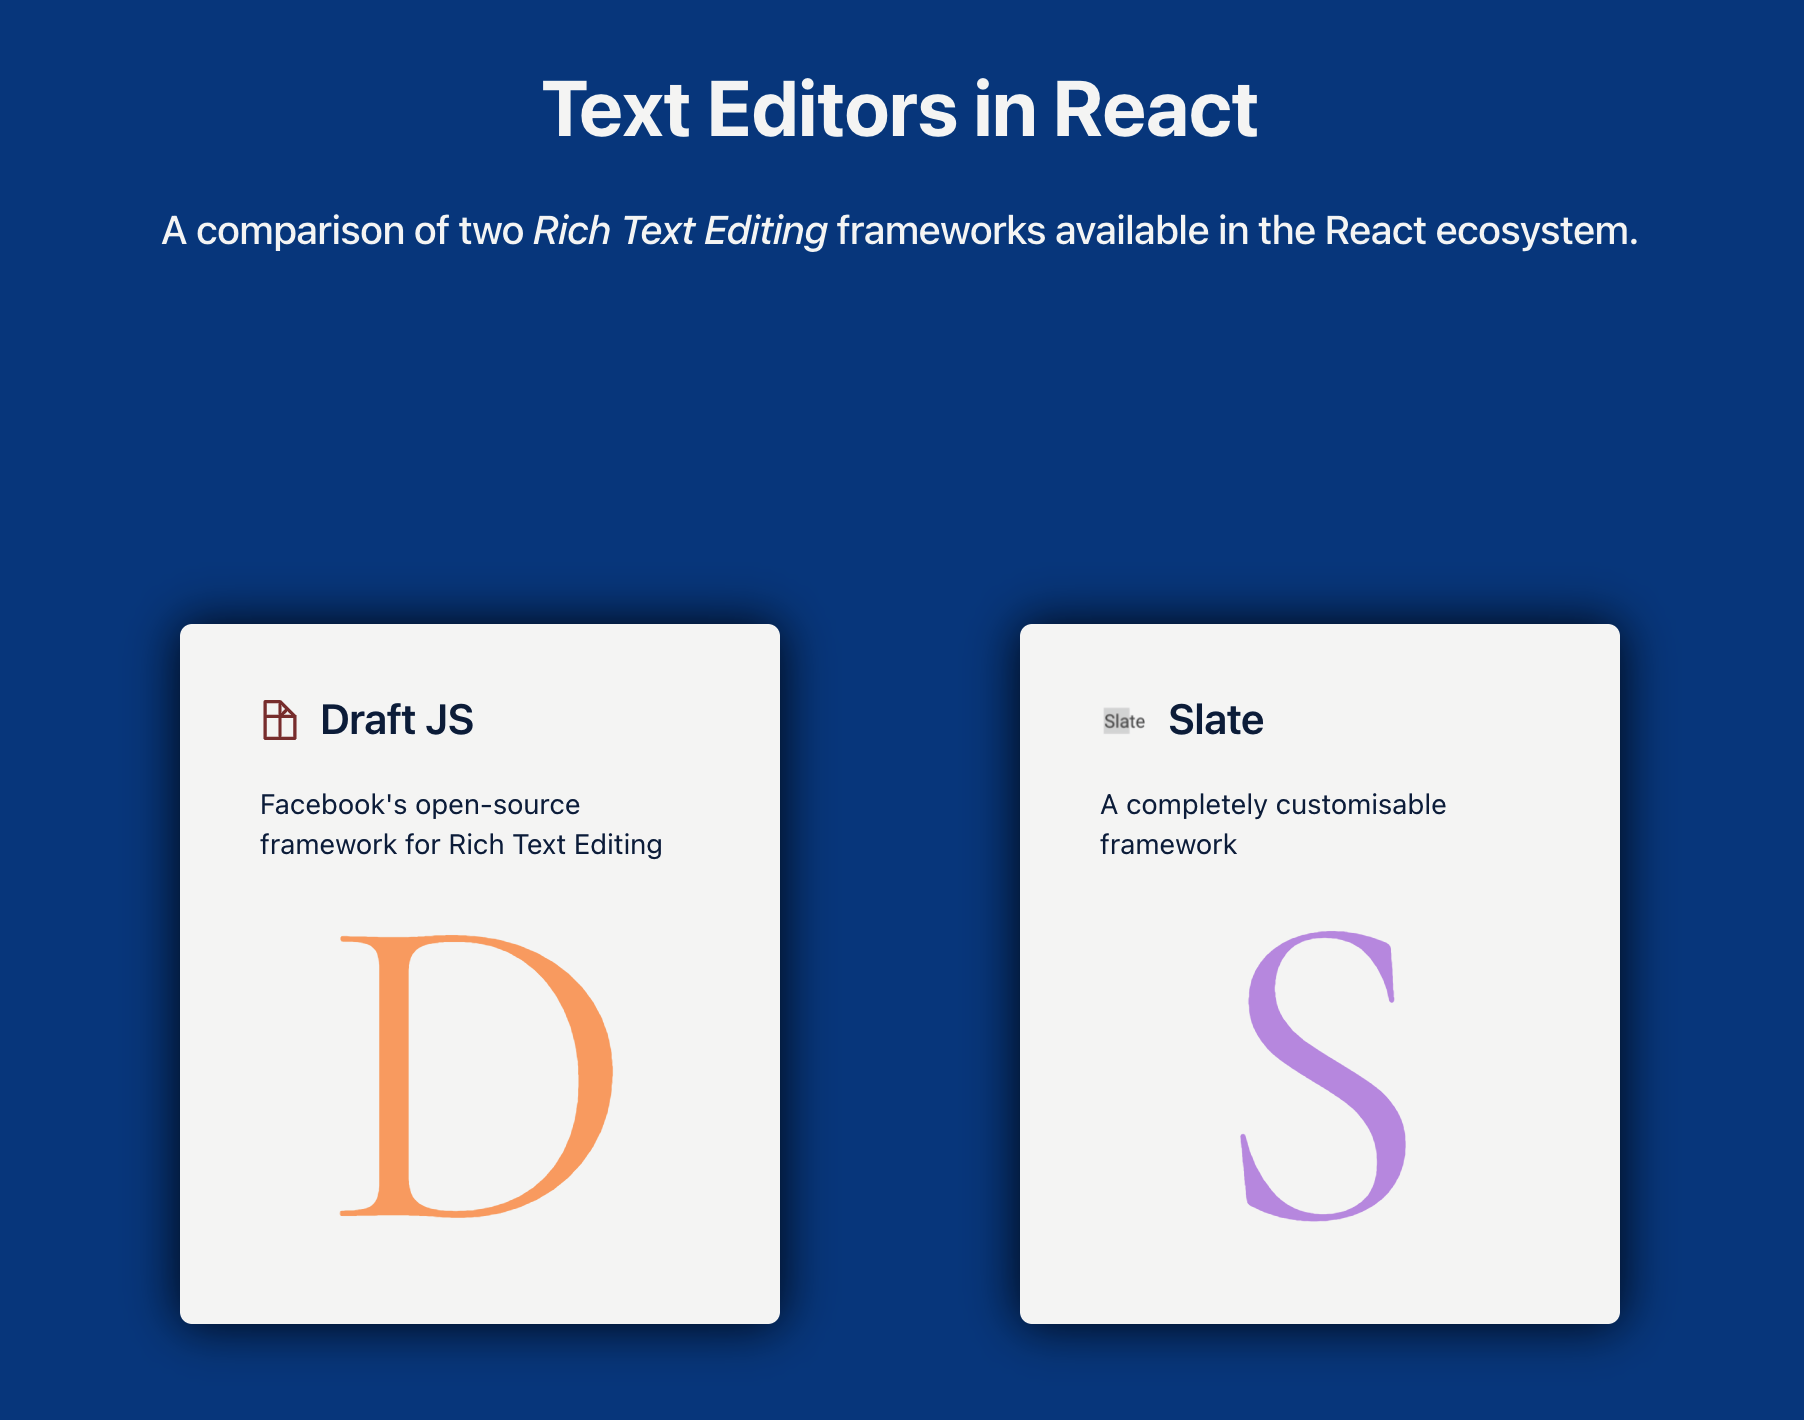 Text Editors in React
A comparison of two Rich Text Editing frameworks available in the React ecosystem.
Draft JS
Facebook's open-source
framework for Rich Text Editing
D
Slate Slate
A completely customisable
framework
S